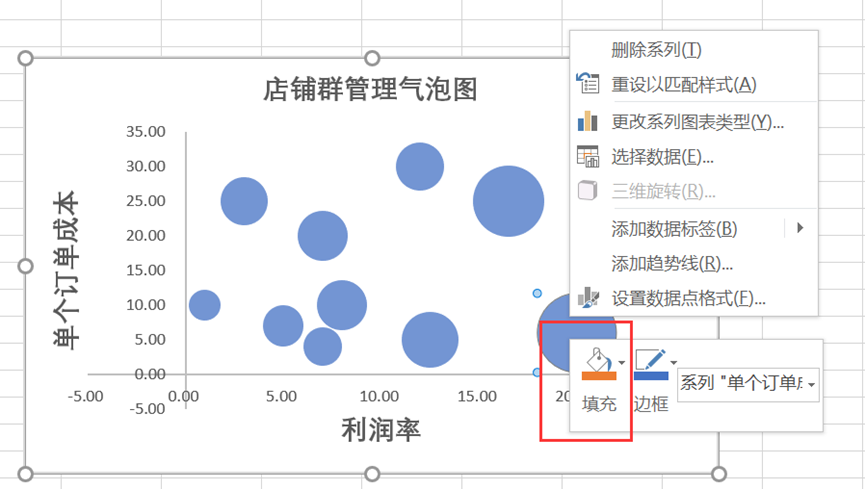 店铺群管理气泡图
单个订单成本
35.00
30.00
25.00
20.00
15.00
10.00
5.00
0.00
-5.00
-5.00 0.00 5.00 10.00 15.00 20
利润率
删除系列(T)
重设以匹配样式(A)
更改系列图表类型(Y)...
选择数据(E)...
三维旋转(R)...
添加数据标签(B)
添加趋势线(R)...
设置数据点格式(F)...
填充 边框 系列 "单个订单